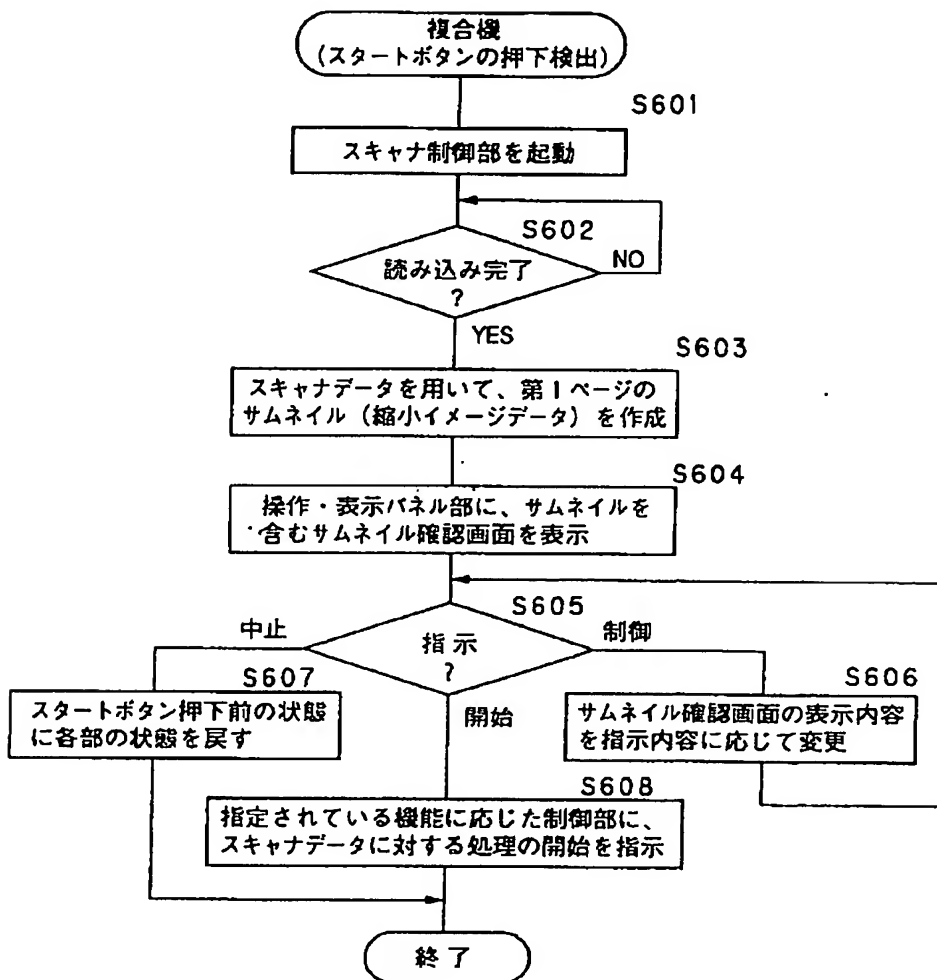 複合機
(スタートボタンの押下検出)
S601
スキャナ制御部を起動
S602
読み込み完了
?
NO
YES
S603
スキャナデータを用いて、第1ページの
サムネイル（縮小イメージデータ）を作成
S604
操作・表示パネル部に、サムネイルを
含むサムネイル確認画面を表示
S605
中止
指示
?
制御
S607
開始
S606
スタートボタン押下前の状態
に各部の状態を戻す
サムネイル確認画面の表示内容
を指示内容に応じて変更
S608
指定されている機能に応じた制御部に、
スキャナデータに対する処理の開始を指示
終了